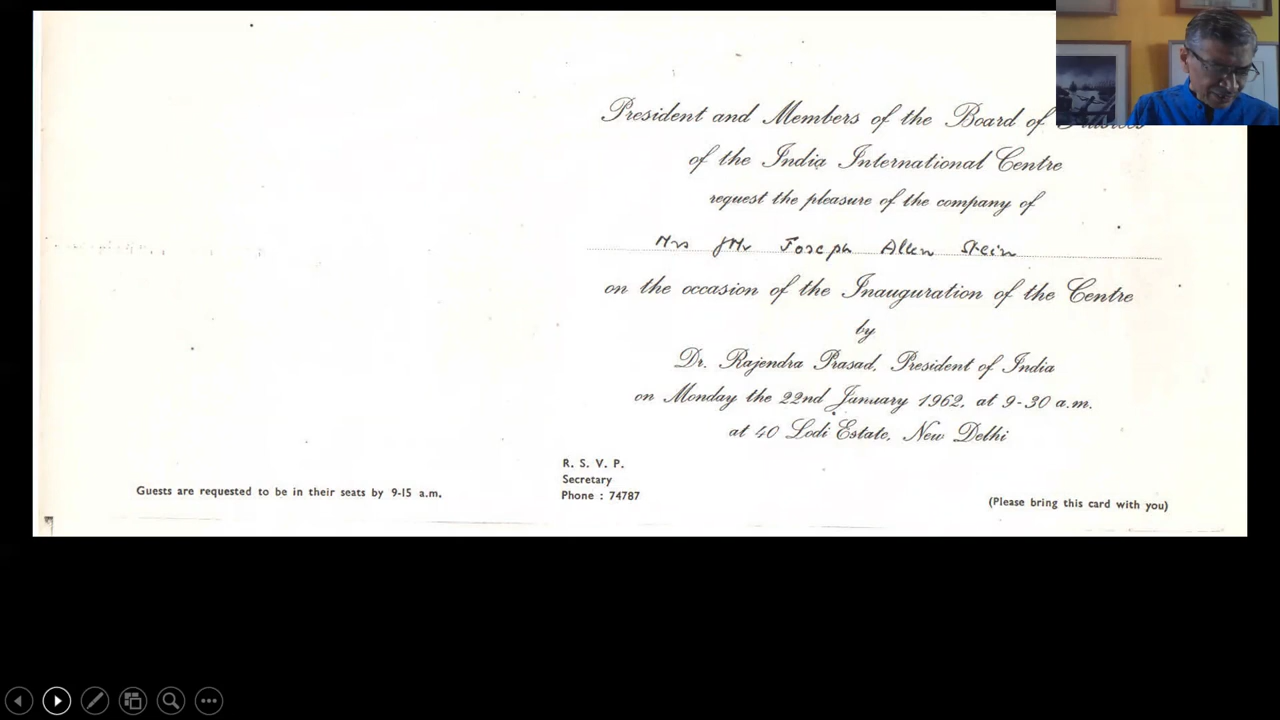 President and Members of the Board of Trustees
of the India International Centre
request the pleasure of the company of
Mrs & Mr Joseph Allen Stein
on the occasion of the Inauguration of the Centre
by
Dr. Rajendra Prasad, President of India
on Monday the 22nd January 1962, at 9-30 a.m.
at 40 Lodi Estate, New Delhi
R. S. V. P.
Secretary
Phone : 74787
Guests are requested to be in their seats by 9-15 a.m.
(Please bring this card with you)